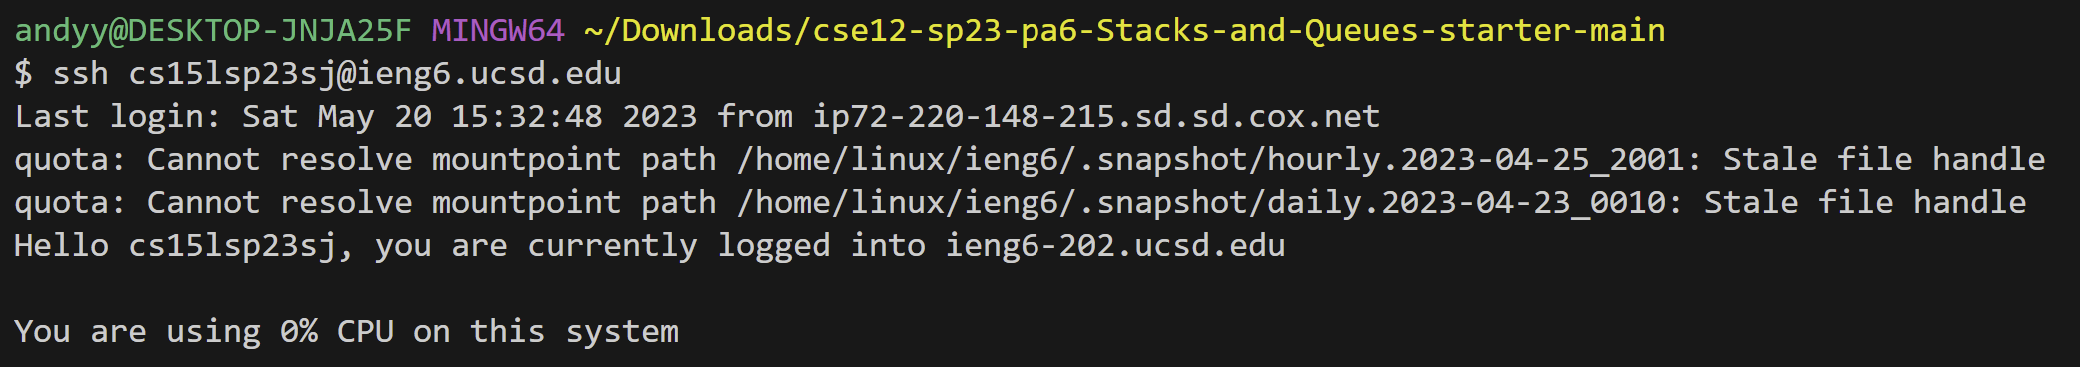 andyy@DESKTOP-JNJA25F MINGW64 ~/Downloads/cse12-sp23-pa6-Stacks-and-Queues-starter-main
$ ssh cs15lsp23sj@ieng6.ucsd.edu
Last login: Sat May 20 15:32:48 2023 from ip72-220-148-215.sd.sd.cox.net
quota: Cannot resolve mountpoint path /home/linux/ieng6/.snapshot/hourly.2023-04-25_2001: Stale file handle
quota: Cannot resolve mountpoint path /home/linux/ieng6/.snapshot/daily.2023-04-23_0010: Stale file handle
Hello cs15lsp23sj, you are currently logged into ieng6-202.ucsd.edu
You are using 0% CPU on this system